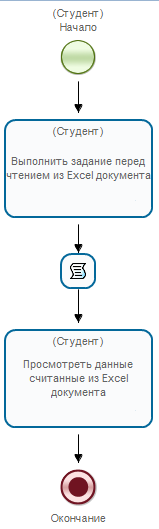 (Студент)
Начало
(Студент)
Выполнить задание перед
чтением из Excel документа
(Студент)
Просмотреть данные
считанные из Excel
документа
Окончание